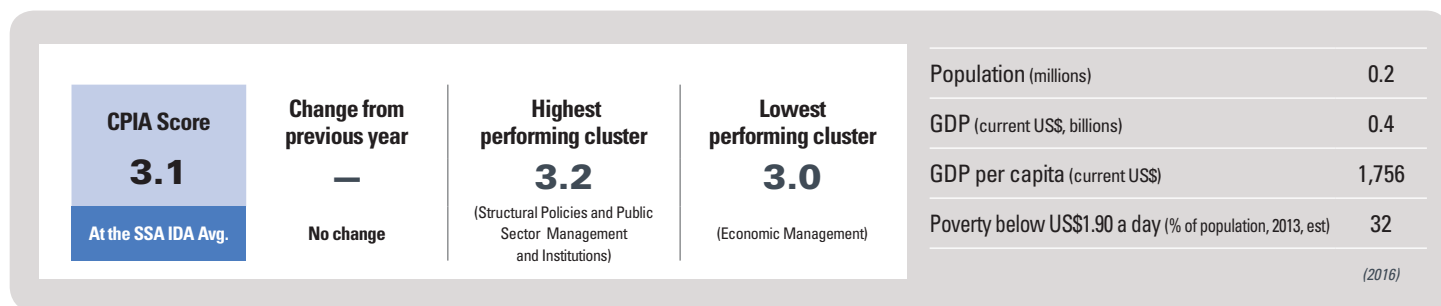 CPIA Score
3.1
At the SSA IDA Avg.
Change from
previous year
—
No change
Highest
performing cluster
3.2
(Structural Policies and Public
Sector Management
and Institutions)
Lowest
performing cluster
3.0
(Economic Management)
Population (millions) 0.2
GDP (current US$, billions) 0.4
GDP per capita (current US$) 1,756
Poverty below US$1.90 a day (% of population, 2013, est) 32
(2016)